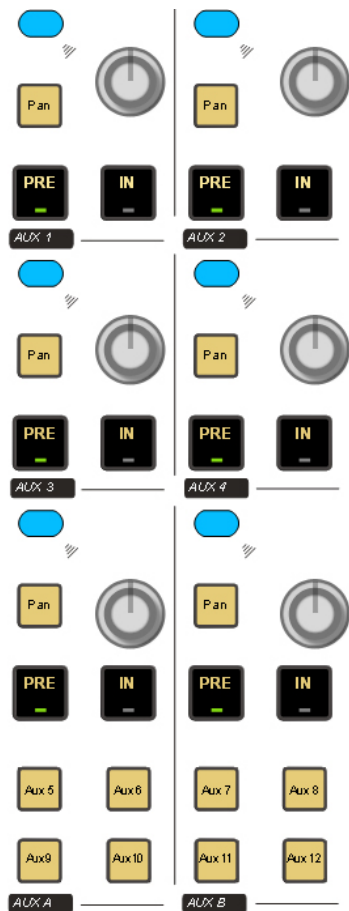 Pan Pan
PRE IN PRE IN
AUX 1 AUX 2
Pan Pan
PRE IN PRE IN
AUX 3 AUX 4
Pan Pan
PRE IN PRE IN
Aux 5 Aux 6 Aux 7 Aux 8
Aux9 Aux10 Aux 11 Aux 12
AUX A AUX B